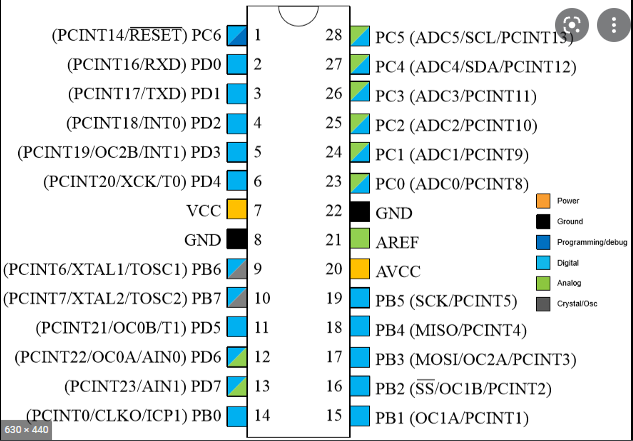 (PCINT14/RESET) PC6 1 28 PC5 (ADC5/SCL/PCINT13)
(PCINT16/RXD) PD0 2 27 PC4 (ADC4/SDA/PCINT12)
(PCINT17/TXD) PD1 3 26 PC3 (ADC3/PCINT11)
(PCINT18/INT0) PD2 4 25 PC2 (ADC2/PCINT10)
(PCINT19/OC2B/INT1) PD3 5 24 PC1 (ADC1/PCINT9)
(PCINT20/XCK/T0) PD4 6 23 PC0 (ADC0/PCINT8)
VCC 7 22 GND
GND 8 21 AREF
(PCINT6/XTAL1/TOSC1) PB6 9 20 AVCC
(PCINT7/XTAL2/TOSC2) PB7 10 19 PB5 (SCK/PCINT5)
(PCINT21/OC0B/T1) PD5 11 18 PB4 (MISO/PCINT4)
(PCINT22/OC0A/AIN0) PD6 12 17 PB3 (MOSI/OC2A/PCINT3)
(PCINT23/AIN1) PD7 13 16 PB2 (SS/OC1B/PCINT2)
(PCINT0/CLKO/ICP1) PB0 14 15 PB1 (OC1A/PCINT1)
Power
Ground
Programming/debug
Digital
Analog
Crystal/Osc
630 × 440